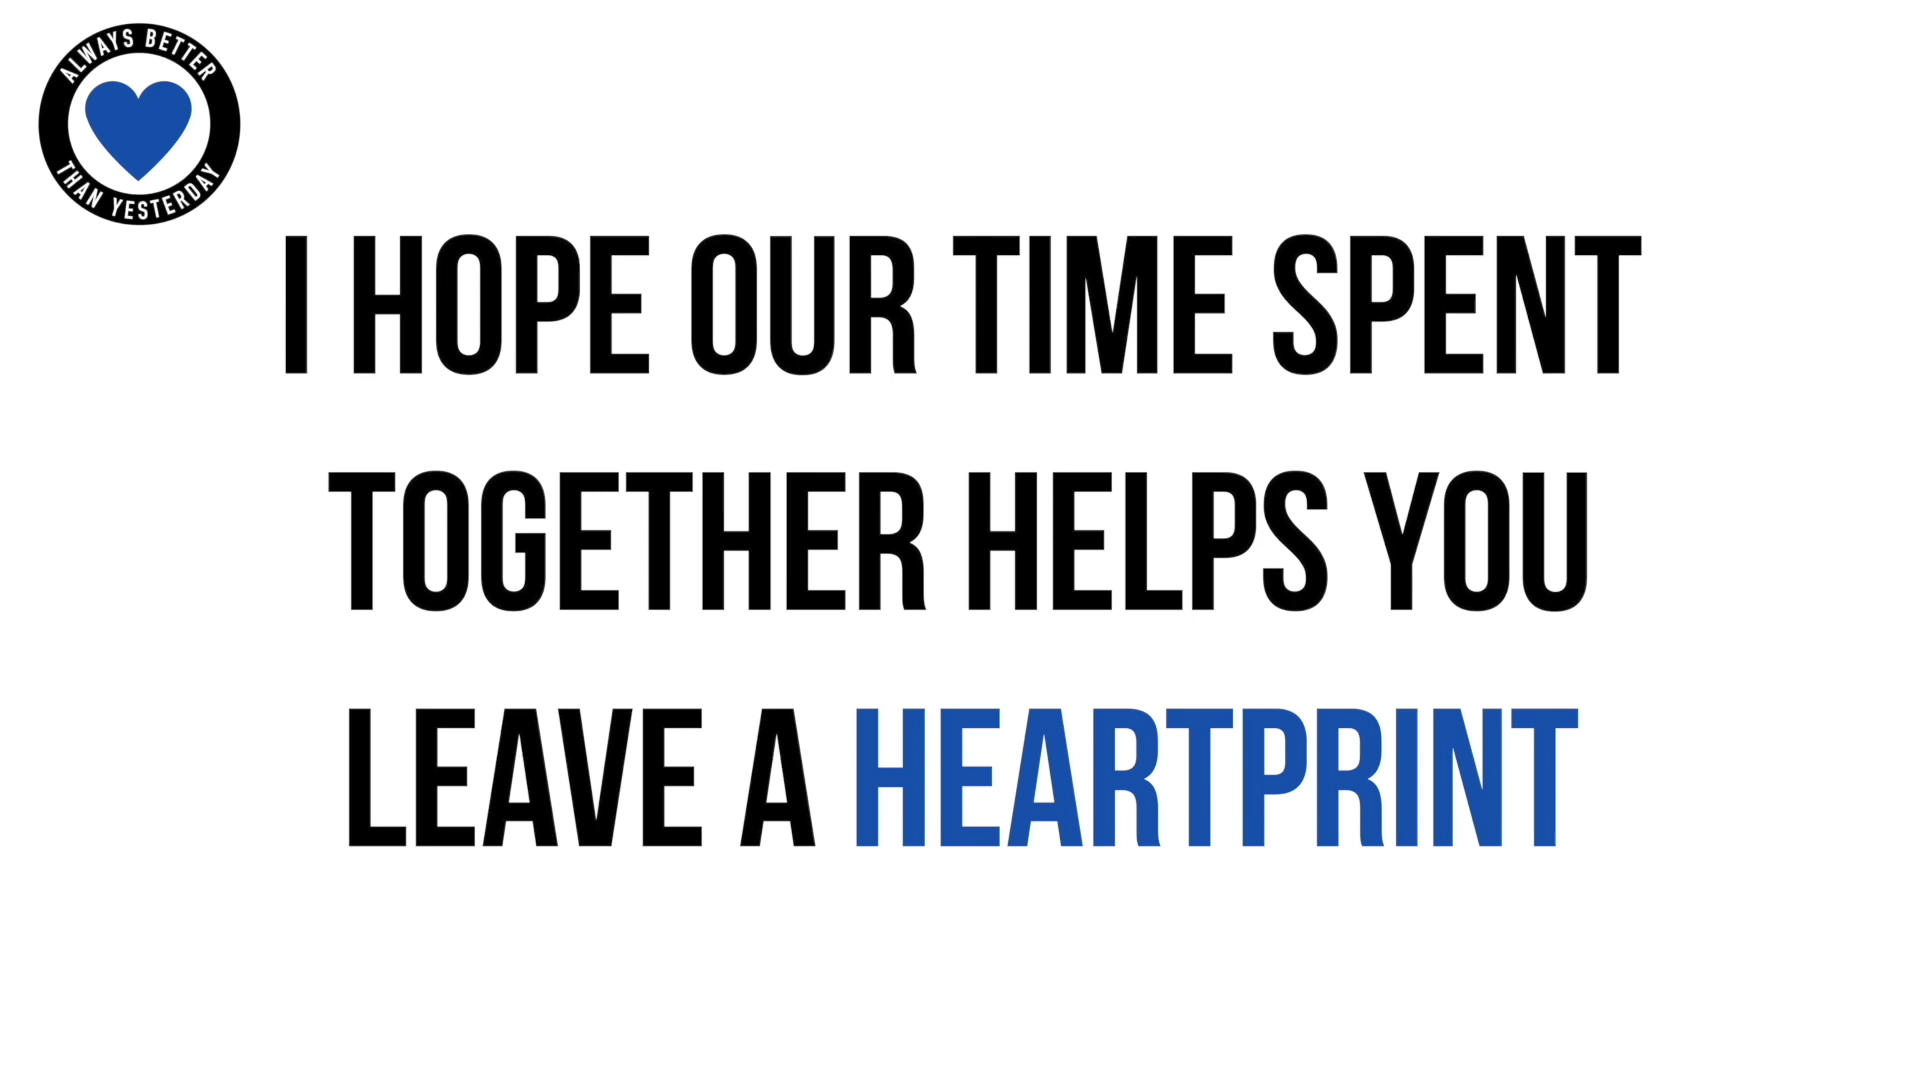 ALWAYS BETTER
THAN YESTERDAY
I HOPE OUR TIME SPENT
TOGETHER HELPS YOU
LEAVE A HEARTPRINT